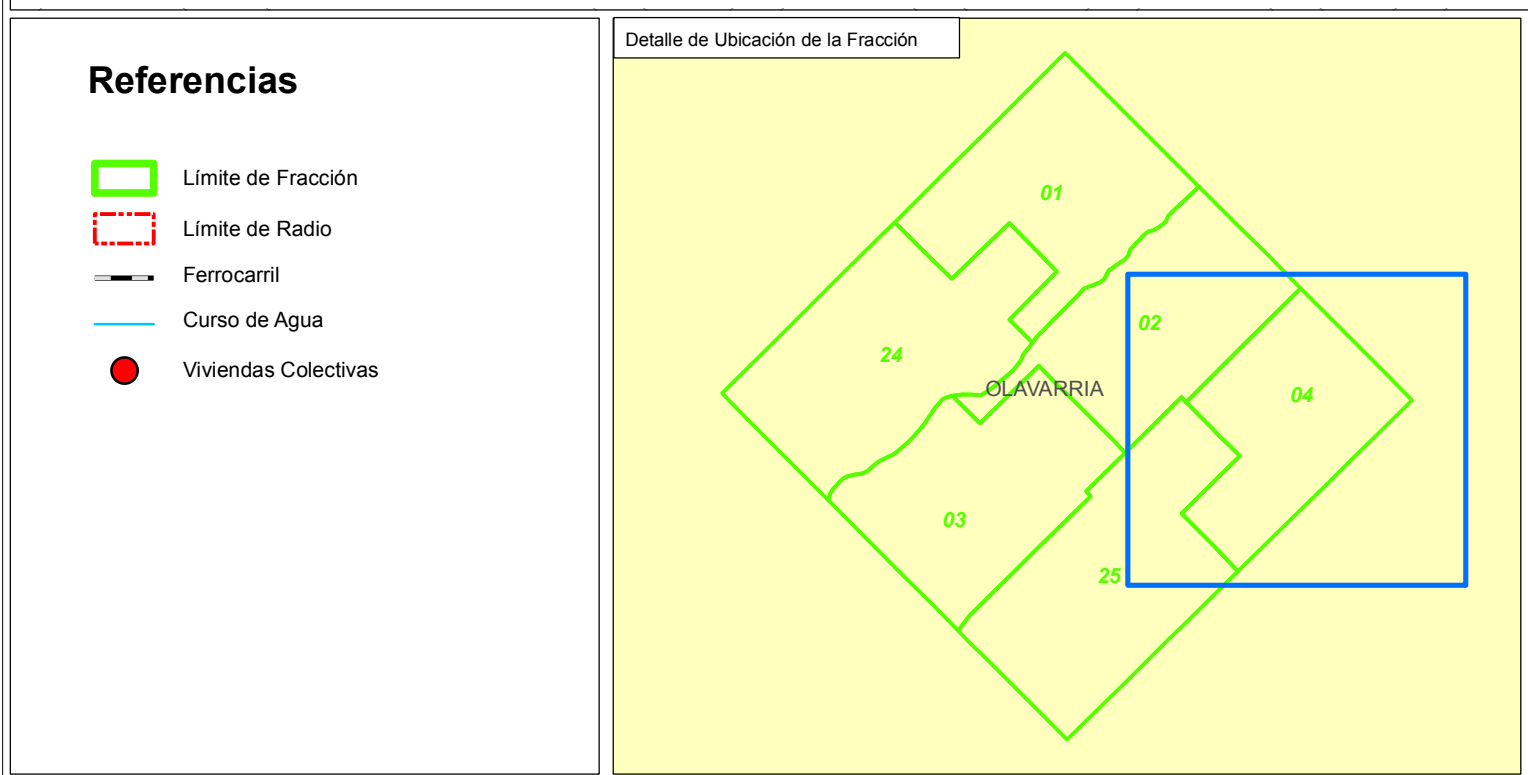 Referencias
Límite de Fracción
Límite de Radio
Ferrocarril
Curso de Agua
Viviendas Colectivas
Detalle de Ubicación de la Fracción
01
02
24
OLAVARRIA
04
03
25